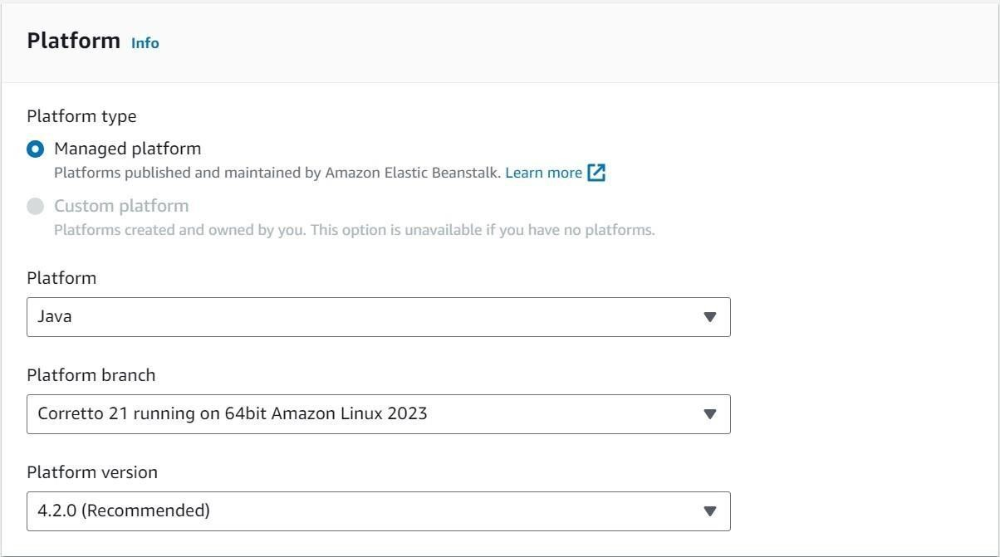 Platform Info
Platform type
Managed platform
Platforms published and maintained by Amazon Elastic Beanstalk. Learn more
Custom platform
Platforms created and owned by you. This option is unavailable if you have no platforms.
Platform
Java
Platform branch
Corretto 21 running on 64bit Amazon Linux 2023
Platform version
4.2.0 (Recommended)